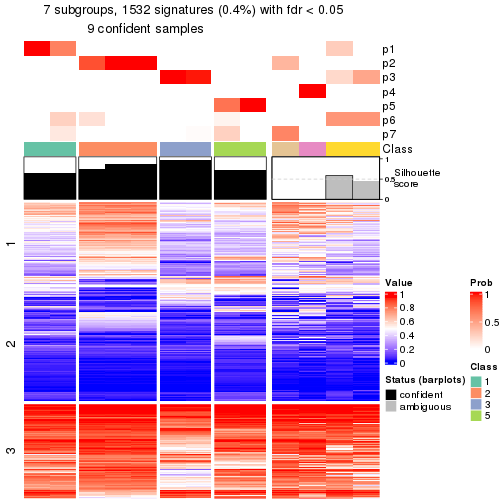 7 subgroups, 1532 signatures (0.4%) with fdr < 0.05
9 confident samples
p1
p2
p3
p4
p5
p6
p7
Class
1
0.5
0
Silhouette
score
1
2
3
Value
1
0.8
0.6
0.4
0.2
0
Prob
1
0.5
0
Status (barplots)
confident
ambiguous
Class
1
2
3
5